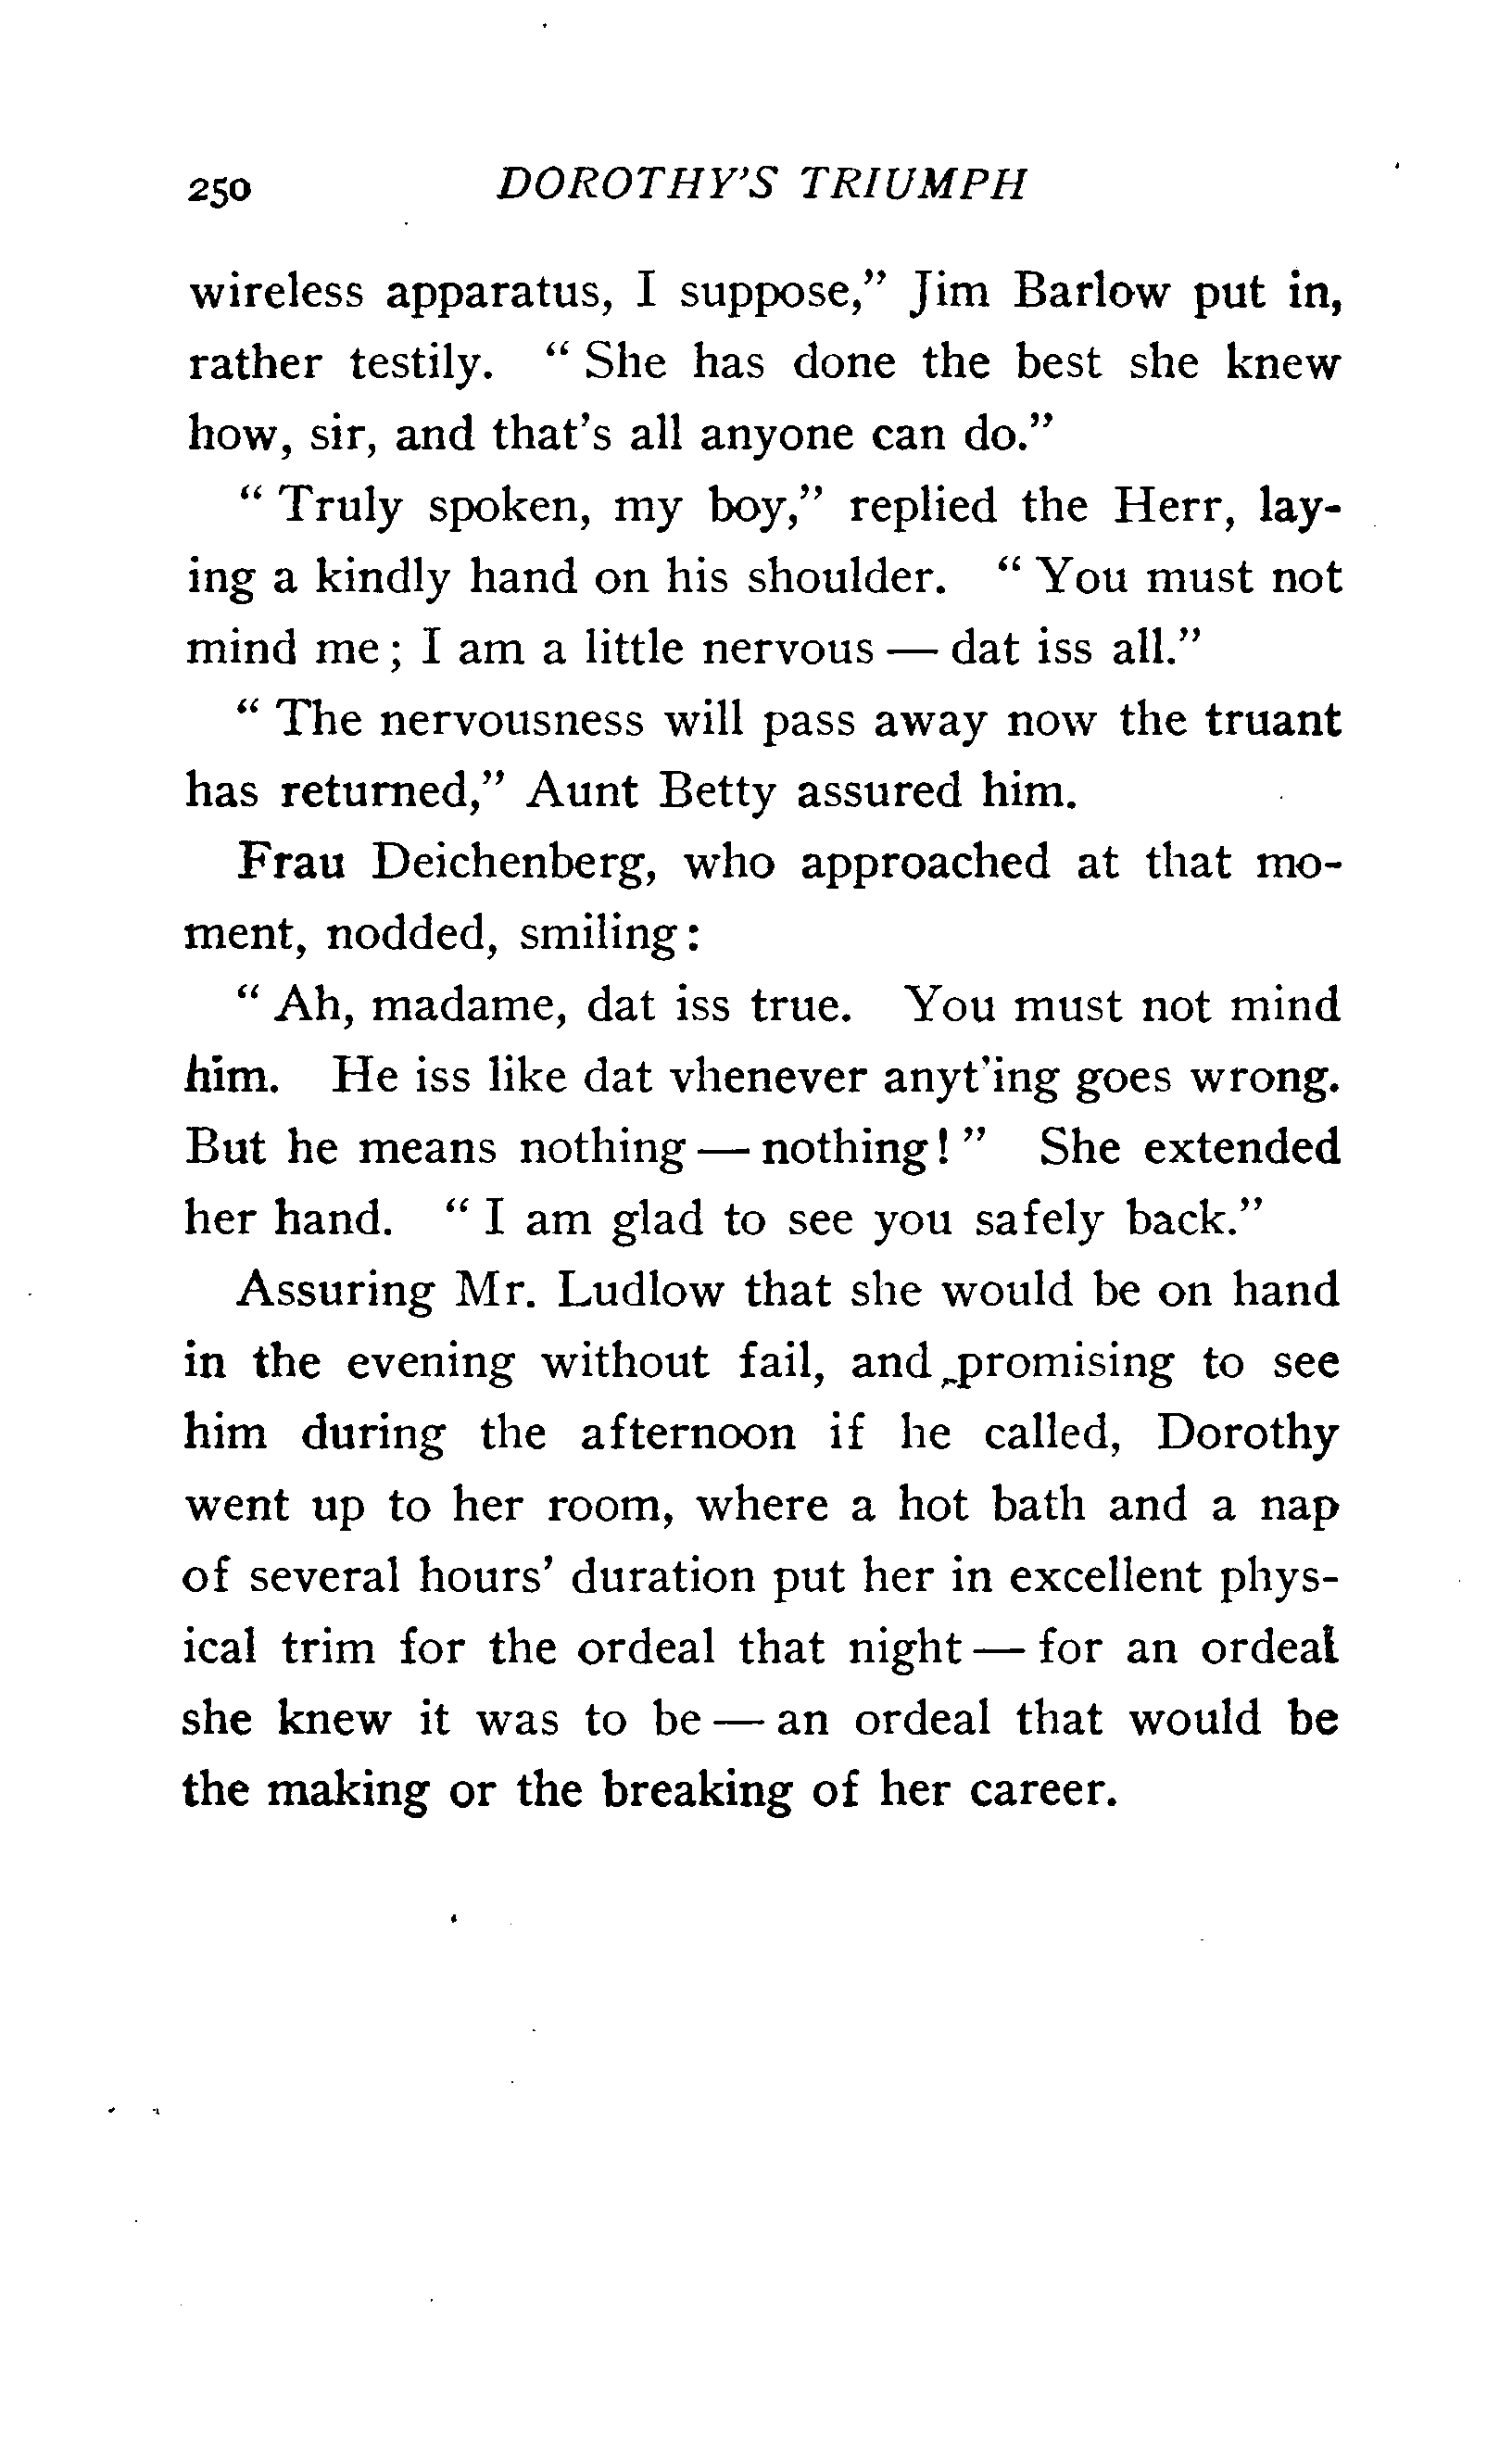 250 DOROTHY'S TRIUMPH
wireless apparatus, I suppose,” Jim Barlow put in,
rather testily. “ She has done the best she knew
how, sir, and that's all anyone can do.”
“ Truly spoken, my boy,” replied the Herr, lay-
ing a kindly hand on his shoulder. “ You must not
mind me ; I am a little nervous — dat iss all.”
“ The nervousness will pass away now the truant
has returned,” Aunt Betty assured him.
Frau Deichenberg, who approached at that mo-
ment, nodded, smiling :
“ Ah, madame, dat iss true. You must not mind
him. He iss like dat vhenever anyt'ing goes wrong.
But he means nothing — nothing ! ” She extended
her hand. “ I am glad to see you safely back.”
Assuring Mr. Ludlow that she would be on hand
in the evening without fail, and promising to see
him during the afternoon if he called, Dorothy
went up to her room, where a hot bath and a nap
of several hours' duration put her in excellent phys-
ical trim for the ordeal that night — for an ordeal
she knew it was to be — an ordeal that would be
the making or the breaking of her career.